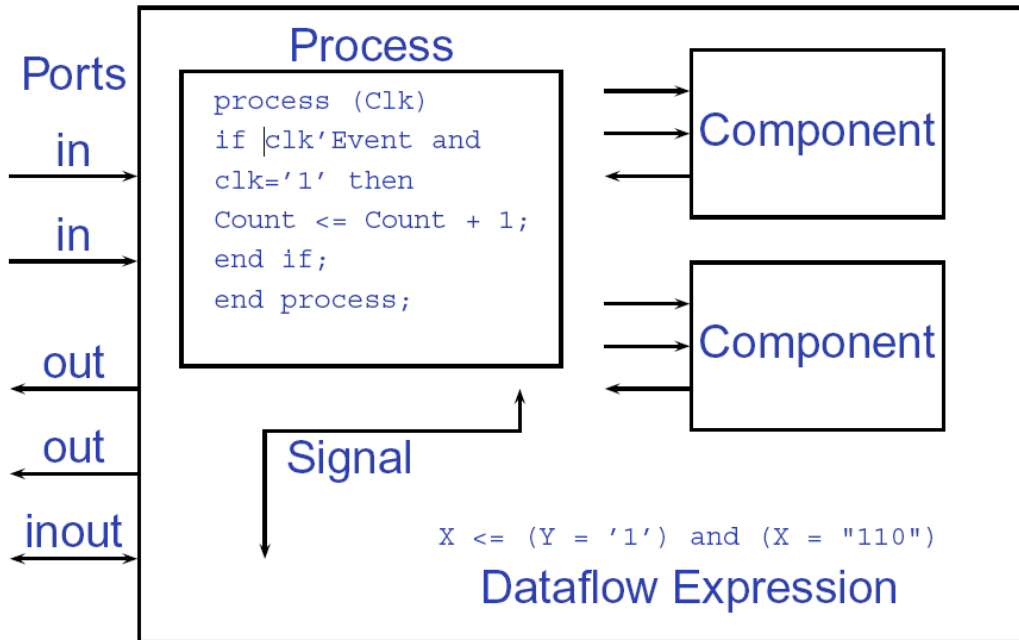 Process
Ports
process (Clk)
if clk’Event and
clk=’1’ then
Count <= Count + 1;
end if;
end process;
in
in
out
out
inout
Component
Component
Signal
X <= (Y = ’1’) and (X = "110")
Dataflow Expression